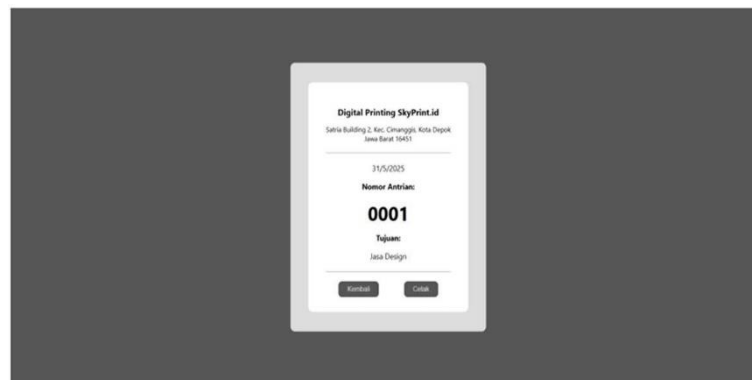 Digital Printing SkyPrint.id
Satria Building 2, Kec. Cimanggis, Kota Depok
Jawa Barat 16451
31/5/2025
Nomor Antrian:
0001
Tujuan:
Jasa Design
Kembali
Cetak